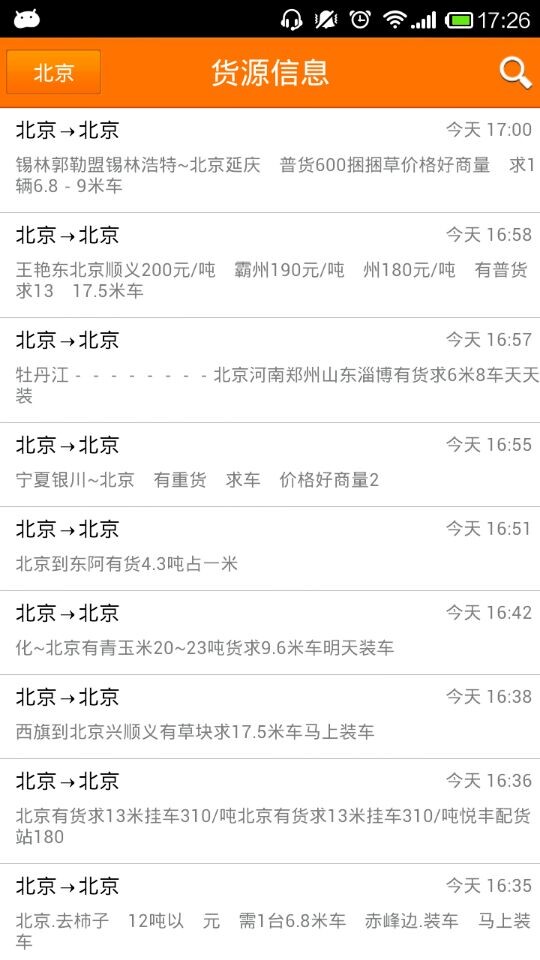 17:26
北京
货源信息
北京→北京
今天 17:00
锡林郭勒盟锡林浩特~北京延庆　普货600捆捆草价格好商量　求1
辆6.8－9米车
北京→北京
今天 16:58
王艳东北京顺义200元/吨　霸州190元/吨　州180元/吨　有普货
求13　17.5米车
北京→北京
今天 16:57
牡丹江－－－－－－－－北京河南郑州山东淄博有货求6米8车天天
装
北京→北京
今天 16:55
宁夏银川~北京　有重货　求车　价格好商量2
北京→北京
今天 16:51
北京到东阿有货4.3吨占一米
北京→北京
今天 16:42
化~北京有青玉米20~23吨货求9.6米车明天装车
北京→北京
今天 16:38
西旗到北京兴顺义有草块求17.5米车马上装车
北京→北京
今天 16:36
北京有货求13米挂车310/吨北京有货求13米挂车310/吨悦丰配货
站180
北京→北京
今天 16:35
北京.去柿子　12吨以　元　需1台6.8米车　赤峰边.装车　马上装
车